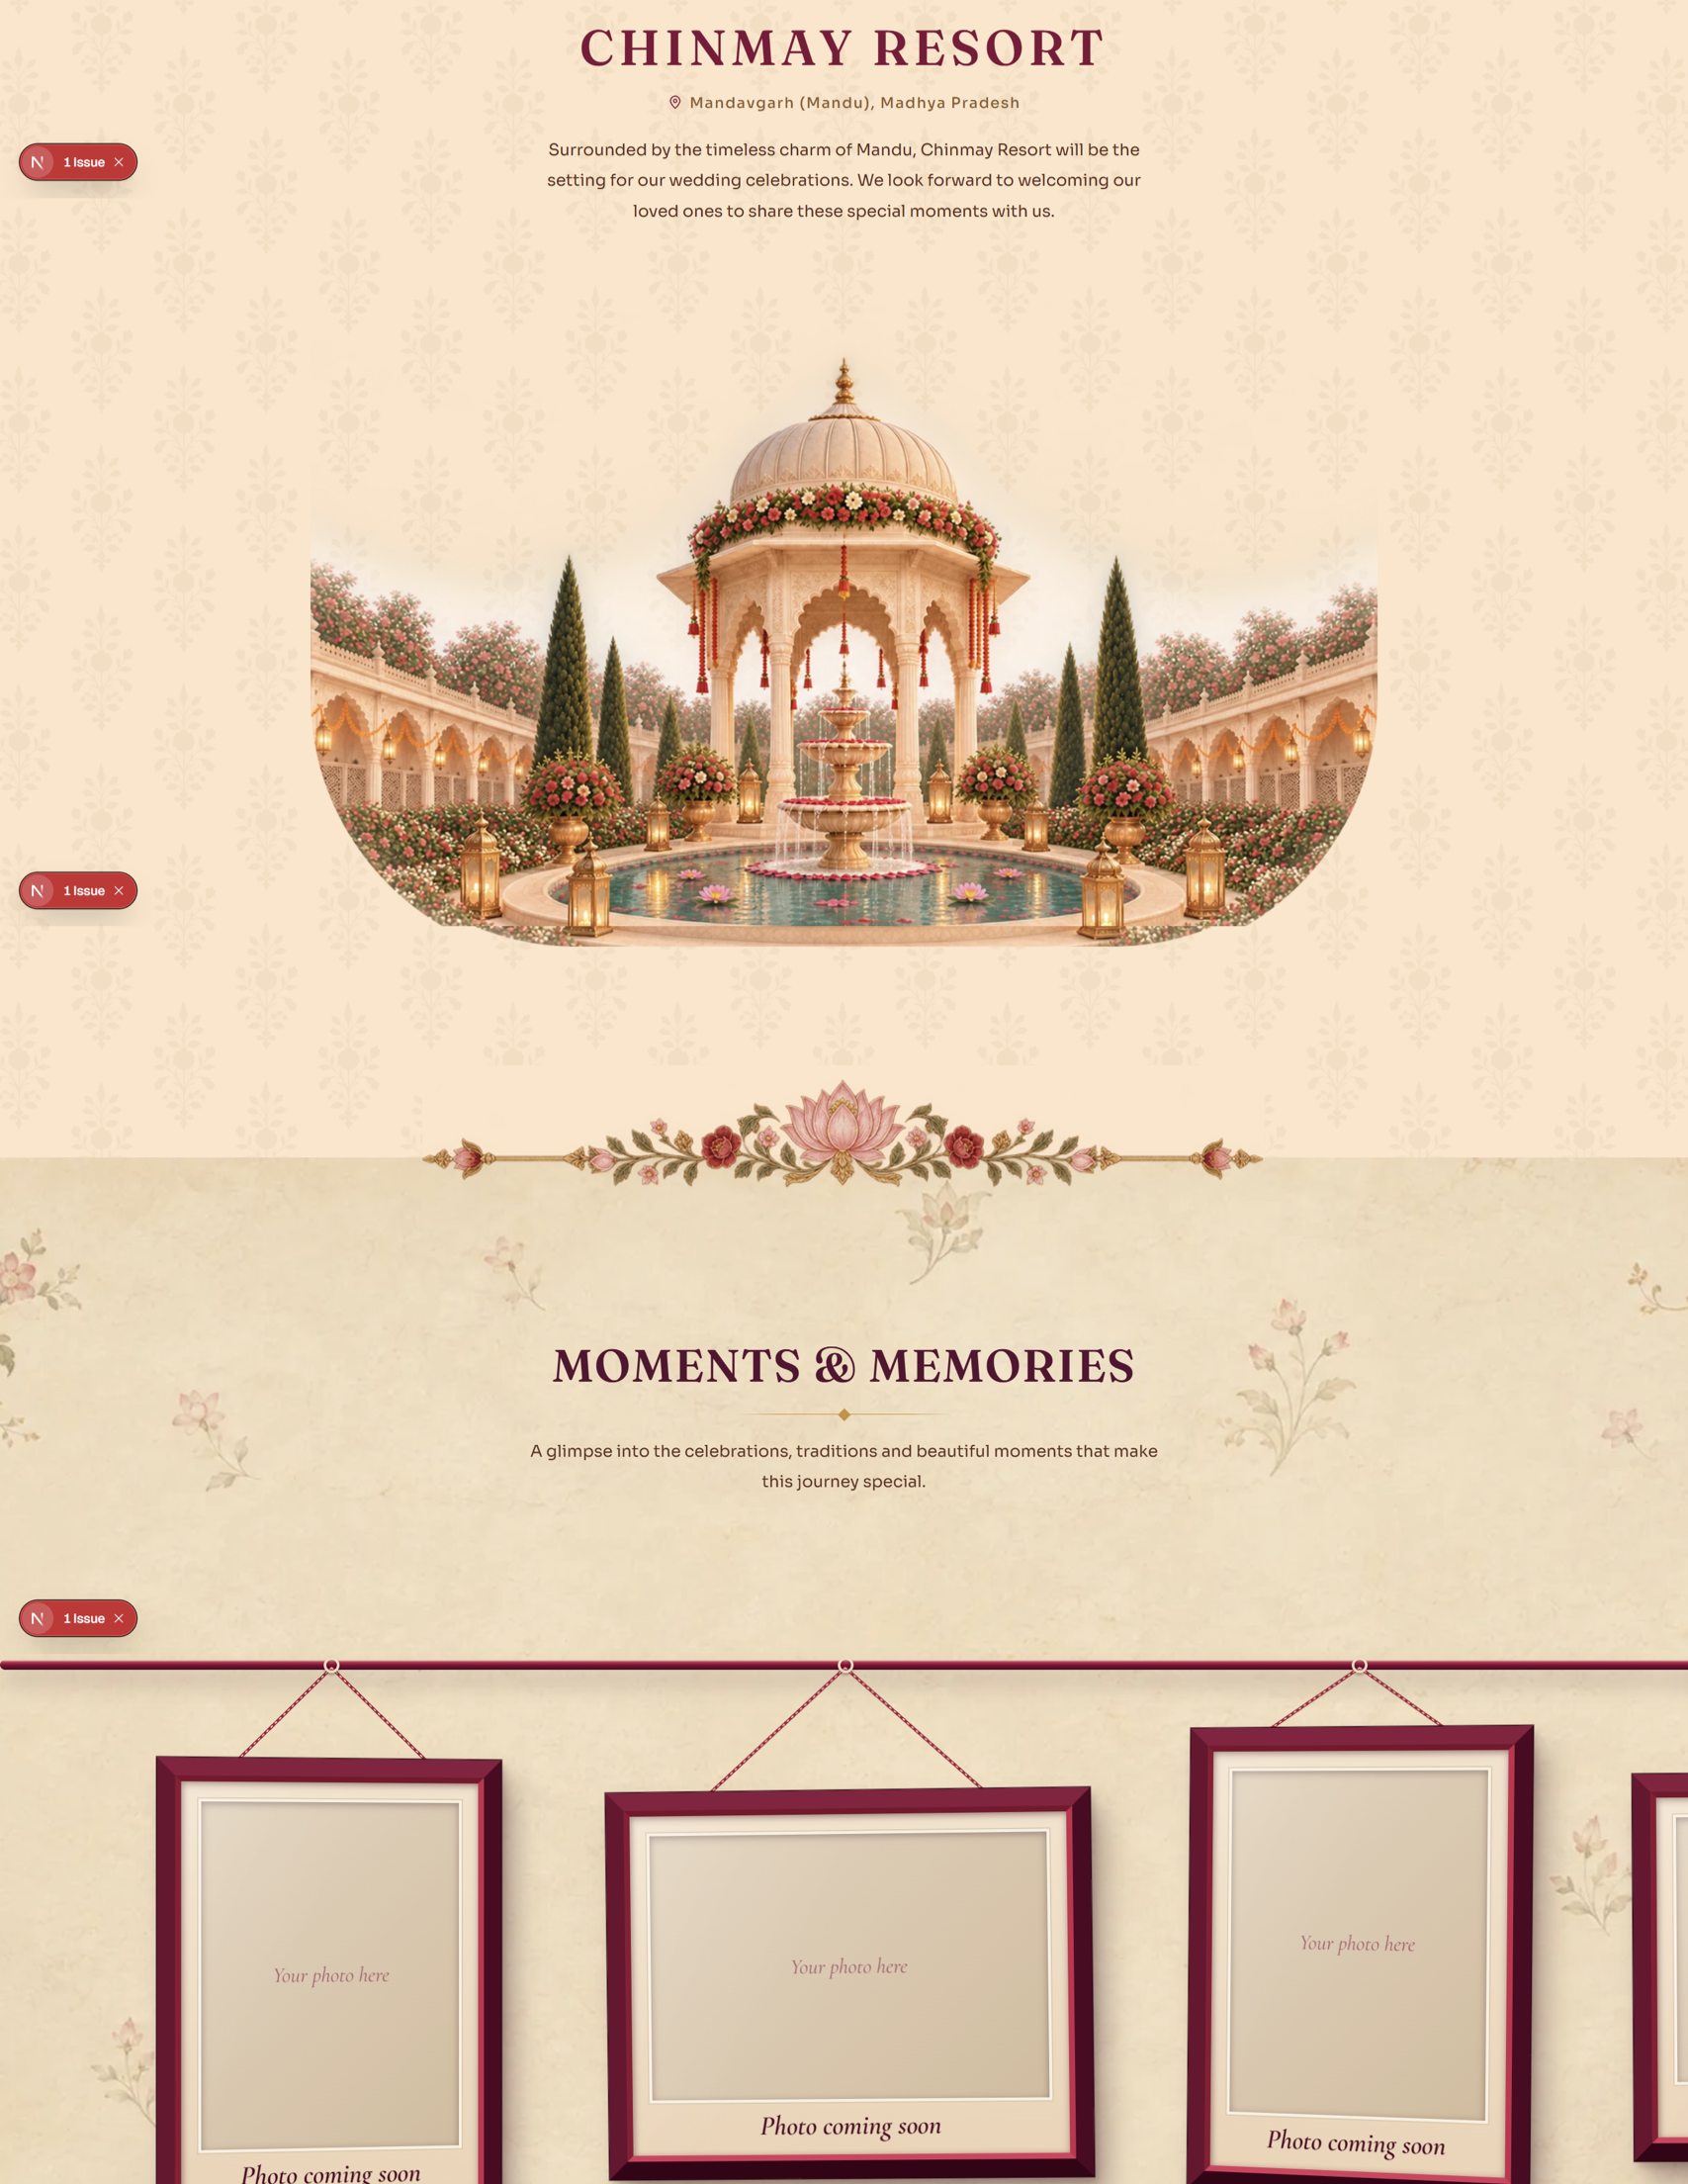 CHINMAY RESORT
Mandavgarh (Mandu), Madhya Pradesh
N 1 Issue
Surrounded by the timeless charm of Mandu, Chinmay Resort will be the
setting for our wedding celebrations. We look forward to welcoming our
loved ones to share these special moments with us.
N 1 Issue
MOMENTS & MEMORIES
A glimpse into the celebrations, traditions and beautiful moments that make
this journey special.
N 1 Issue
Your photo here
Photo coming soon
Your photo here
Photo coming soon
Your photo here
Photo coming soon